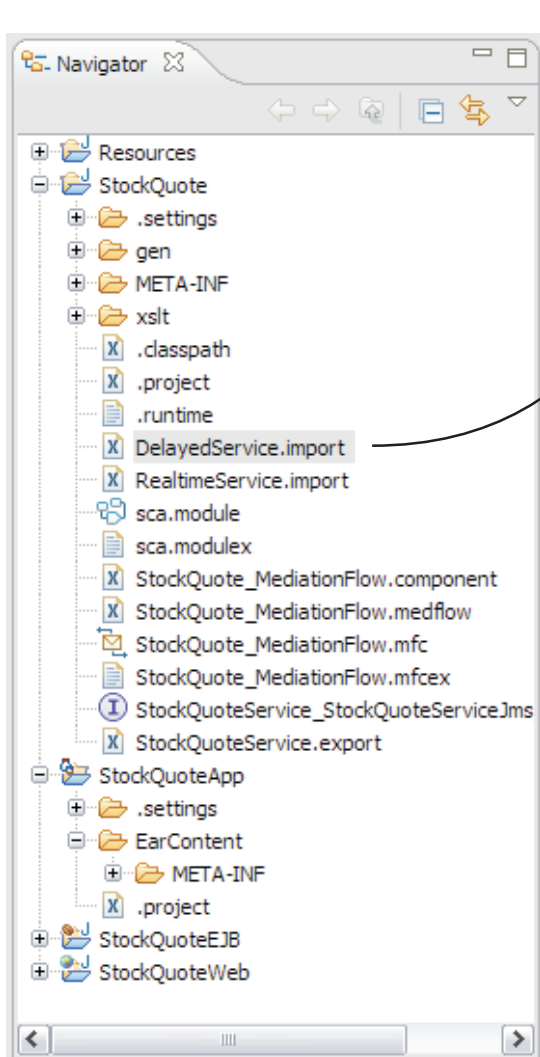 Navigator
Resources
StockQuote
.settings
gen
META-INF
xslt
.classpath
.project
.runtime
DelayedService.import
RealtimeService.import
sca.module
sca.modulex
StockQuote_MediationFlow.component
StockQuote_MediationFlow.medflow
StockQuote_MediationFlow.mfc
StockQuote_MediationFlow.mfcex
StockQuoteService_StockQuoteServiceJms
StockQuoteService.export
StockQuoteApp
.settings
EarContent
META-INF
.project
StockQuoteEJB
StockQuoteWeb